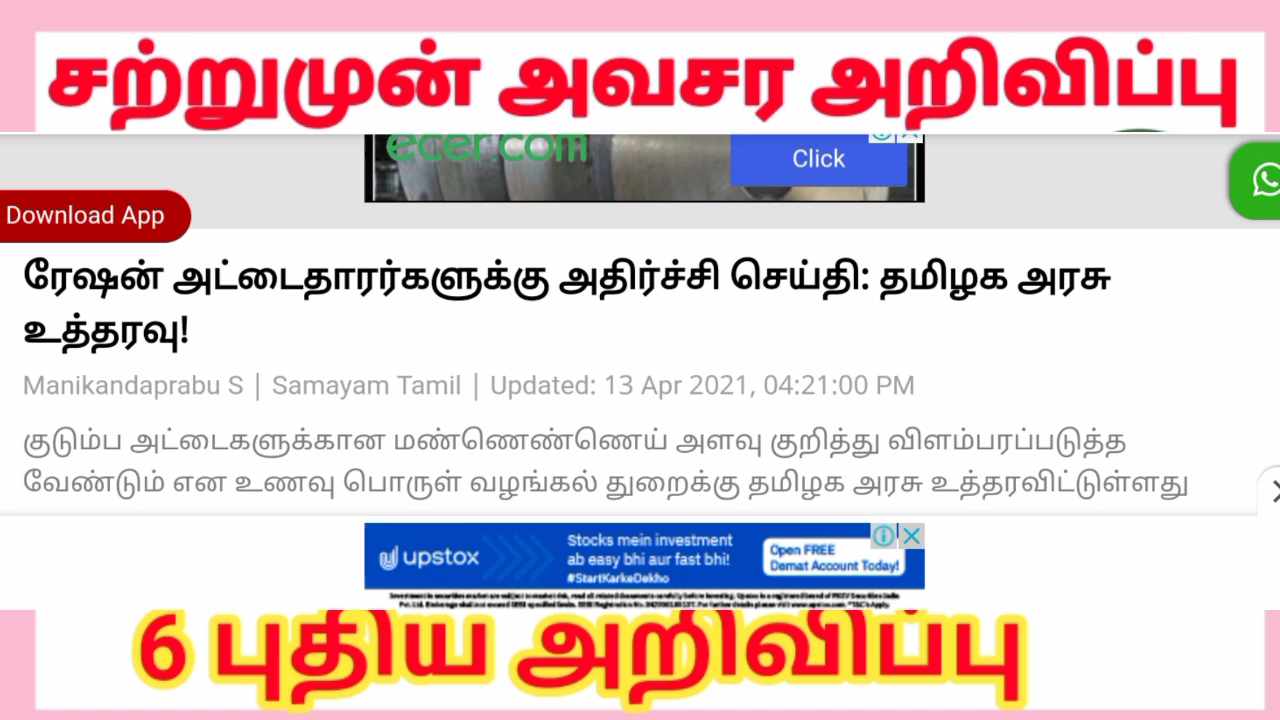 சற்றுமுன் அவசர அறிவிப்பு
ecer.com
Click
Download App
ரேஷன் அட்டைதாரர்களுக்கு அதிர்ச்சி செய்தி: தமிழக அரசு
உத்தரவு!
Manikandaprabu S | Samayam Tamil | Updated: 13 Apr 2021, 04:21:00 PM
குடும்ப அட்டைகளுக்கான மண்ணெண்ணெய் அளவு குறித்து விளம்பரப்படுத்த
வேண்டும் என உணவு பொருள் வழங்கல் துறைக்கு தமிழக அரசு உத்தரவிட்டுள்ளது
upstox
Stocks mein investment
ab easy bhi aur fast bhi!
#StartKarkeDekho
Open FREE
Demat Account Today!
6 புதிய அறிவிப்பு